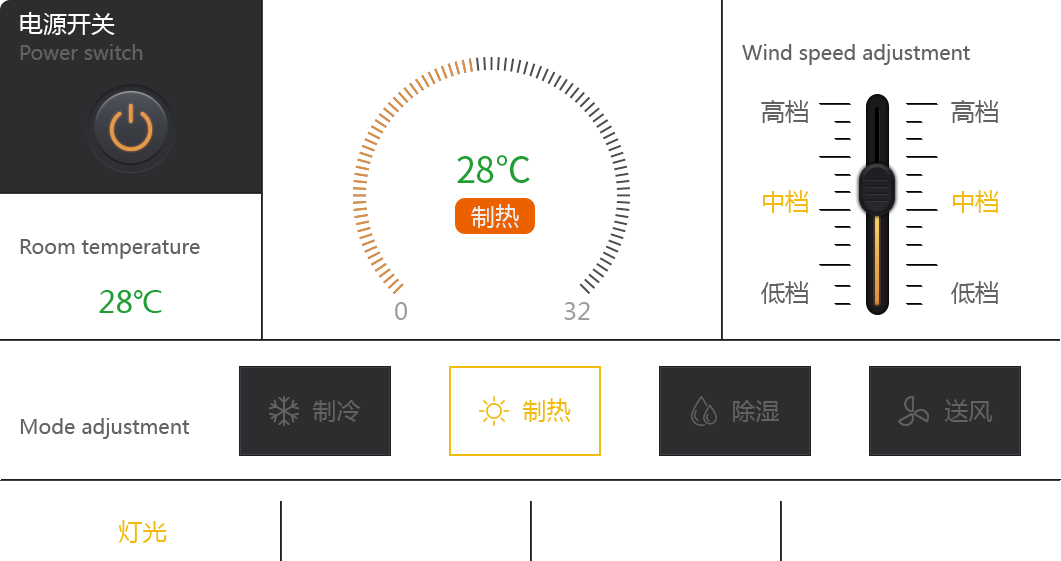 电源开关
Power switch
Room temperature
28℃
28℃
制热
0
32
Wind speed adjustment
高档
高档
中档
中档
低档
低档
Mode adjustment
制冷
制热
除湿
送风
灯光